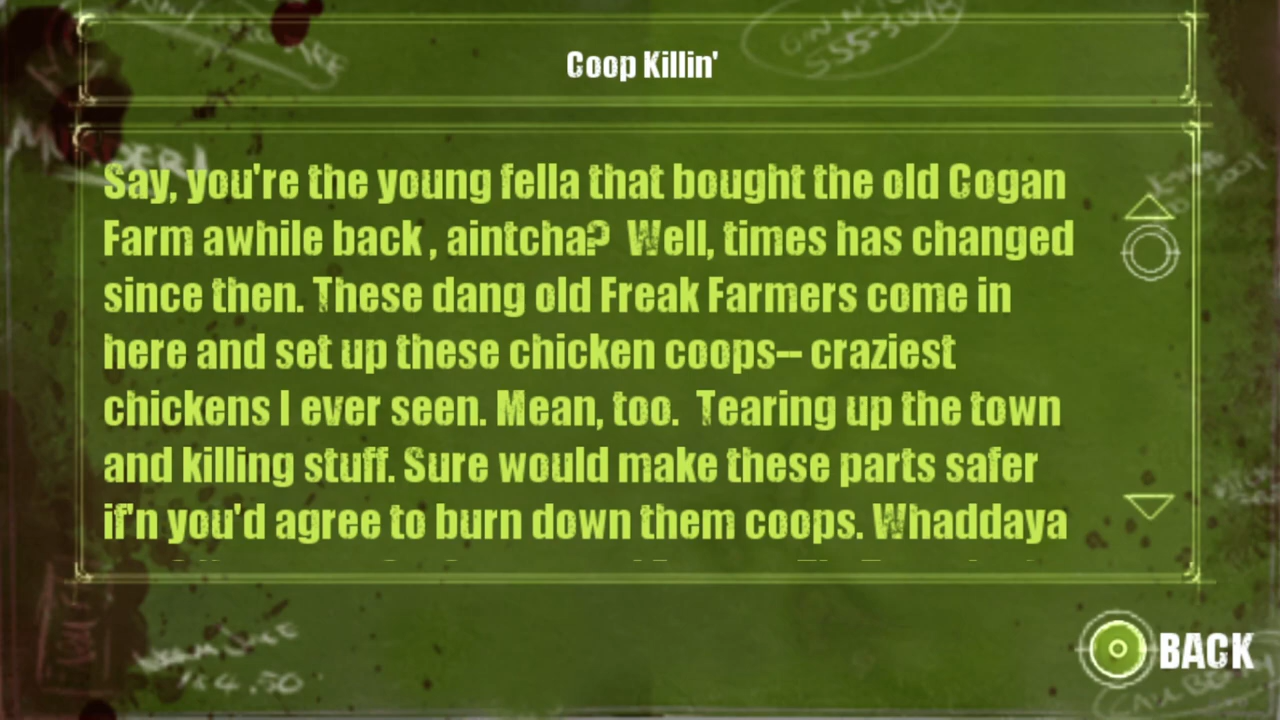 Coop Killin'
555-3048
MURDER!
Say, you're the young fella that bought the old Cogan
Farm awhile back , aintcha?  Well, times has changed
since then. These dang old Freak Farmers come in
here and set up these chicken coops-- craziest
chickens I ever seen. Mean, too.  Tearing up the town
and killing stuff. Sure would make these parts safer
if'n you'd agree to burn down them coops. Whaddaya
BACK